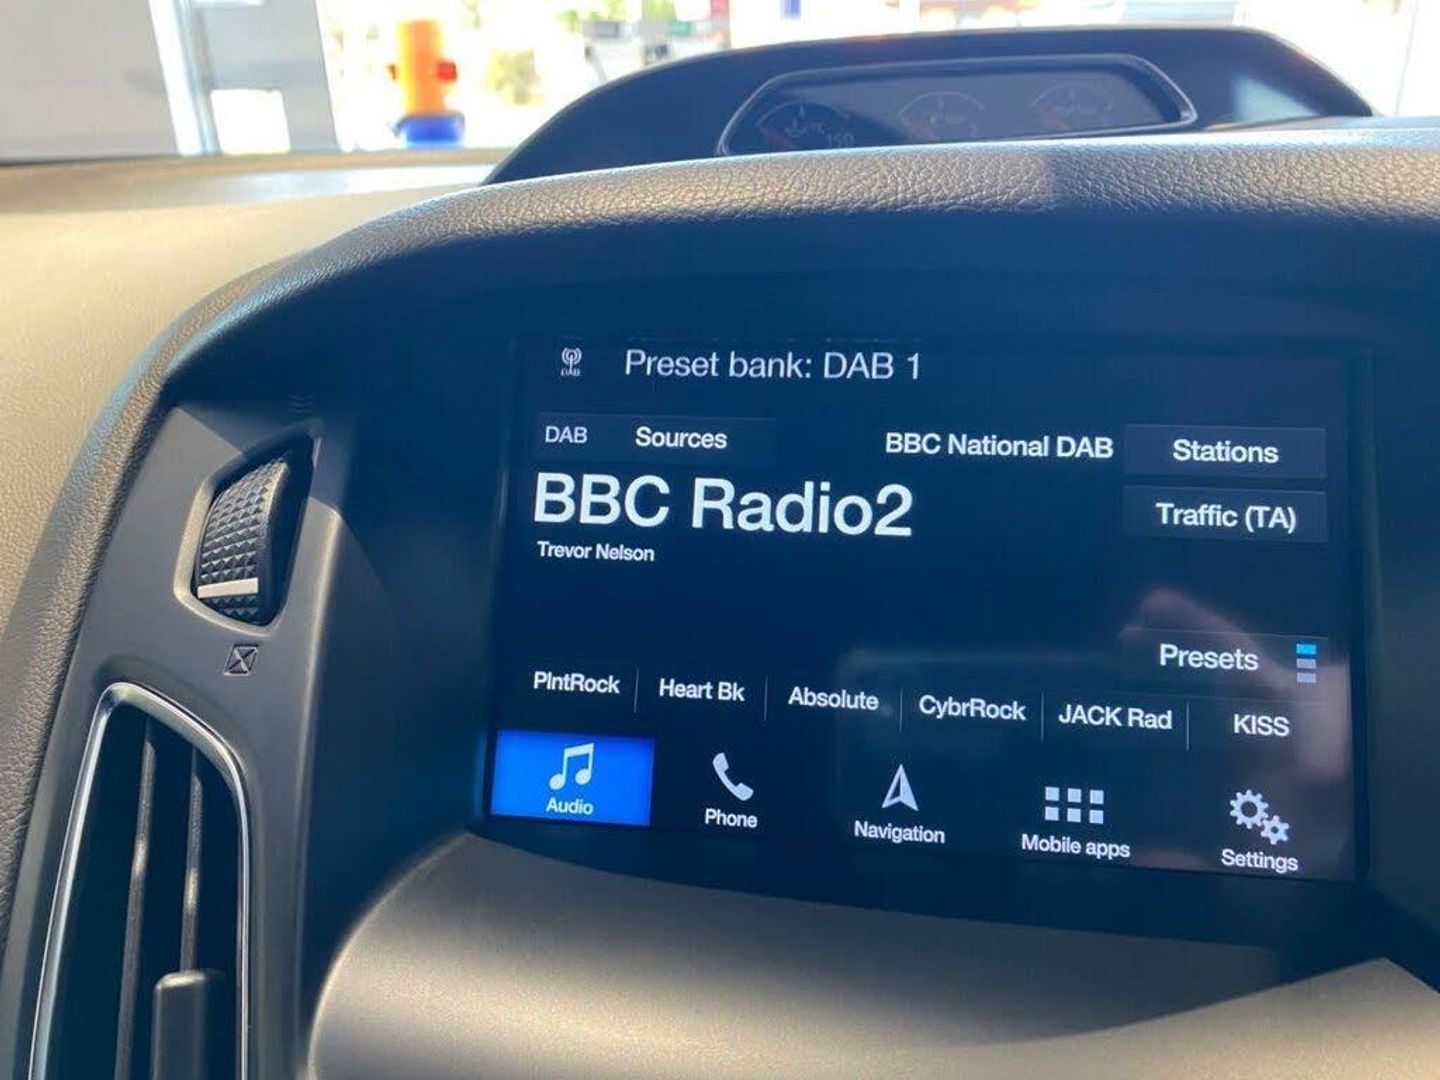 DAB
Preset bank: DAB 1
DAB Sources BBC National DAB Stations
BBC Radio2 Traffic (TA)
Trevor Nelson
Presets
PlntRock Heart Bk Absolute CybrRock JACK Rad KISS
Audio Phone Navigation Mobile apps Settings